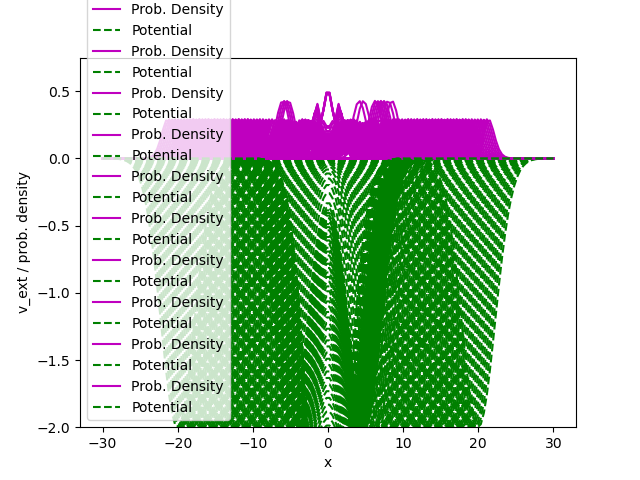 Prob. Density
Potential
Prob. Density
Potential
Prob. Density
Potential
Prob. Density
Potential
Prob. Density
Potential
Prob. Density
Potential
Prob. Density
Potential
Prob. Density
Potential
Prob. Density
Potential
Prob. Density
Potential
0.5
0.0
−0.5
−1.0
−1.5
−2.0
v_ext / prob. density
−30
−20
−10
0
10
20
30
x